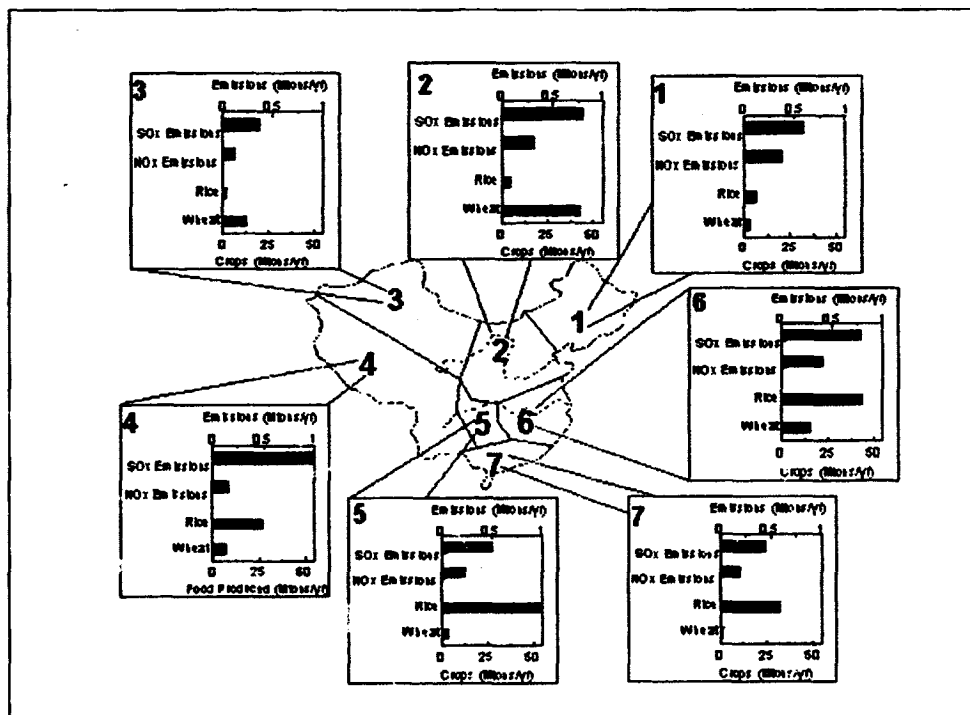 3
Emissions (Mtons/yr)
0 0.5 1
SOx Emissions
NOx Emissions
Rice
Wheat
0 25 50
Crops (Mtons/yr)
2
Emissions (Mtons/yr)
0 0.5 1
SOx Emissions
NOx Emissions
Rice
Wheat
0 25 50
Crops (Mtons/yr)
1
Emissions (Mtons/yr)
0 0.5 1
SOx Emissions
NOx Emissions
Rice
Wheat
0 25 50
Crops (Mtons/yr)
3
1
2
4
5
6
7
6
Emissions (Mtons/yr)
0 0.5 1
SOx Emissions
NOx Emissions
Rice
Wheat
0 25 50
Crops (Mtons/yr)
4
Emissions (Mtons/yr)
0 0.5 1
SOx Emissions
NOx Emissions
Rice
Wheat
0 25 50
Food Produced (Mtons/yr)
5
Emissions (Mtons/yr)
0 0.5 1
SOx Emissions
NOx Emissions
Rice
Wheat
0 25 50
Crops (Mtons/yr)
7
Emissions (Mtons/yr)
0 0.5 1
SOx Emissions
NOx Emissions
Rice
Wheat
0 25 50
Crops (Mtons/yr)